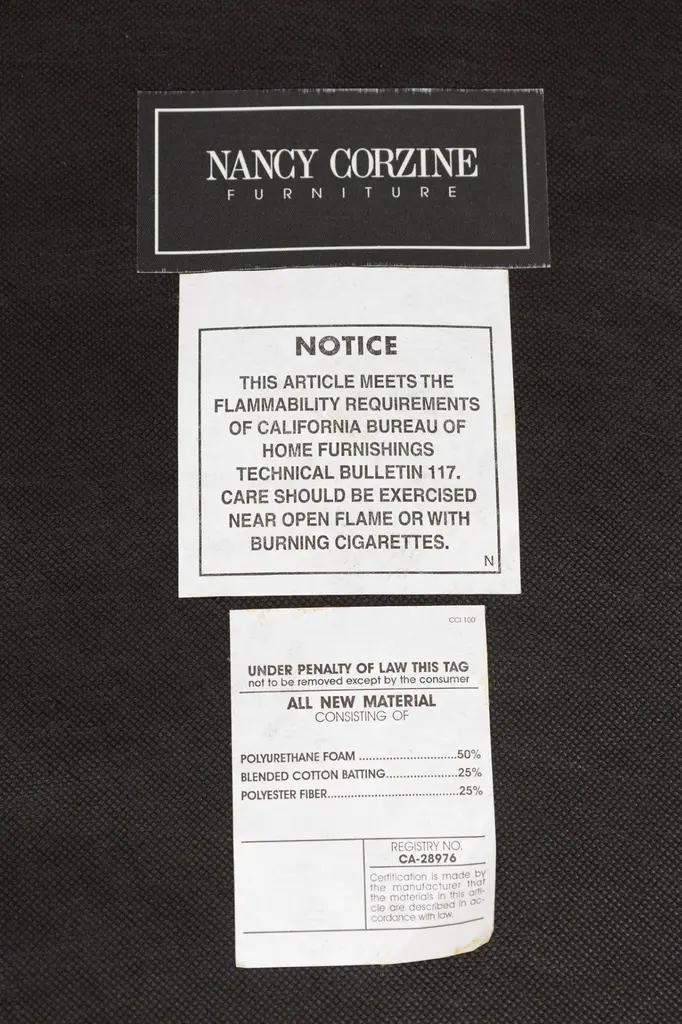 NANCY CORZINE
FURNITURE
NOTICE
THIS ARTICLE MEETS THE
FLAMMABILITY REQUIREMENTS
OF CALIFORNIA BUREAU OF
HOME FURNISHINGS
TECHNICAL BULLETIN 117.
CARE SHOULD BE EXERCISED
NEAR OPEN FLAME OR WITH
BURNING CIGARETTES.
N
CCI 100
UNDER PENALTY OF LAW THIS TAG
not to be removed except by the consumer
ALL NEW MATERIAL
CONSISTING OF
POLYURETHANE FOAM ............................50%
BLENDED COTTON BATTING.....................25%
POLYESTER FIBER......................................25%
REGISTRY NO.
CA-28976
Certification is made by
the manufacturer that
the materials in this arti-
cle are described in ac-
cordance with law.